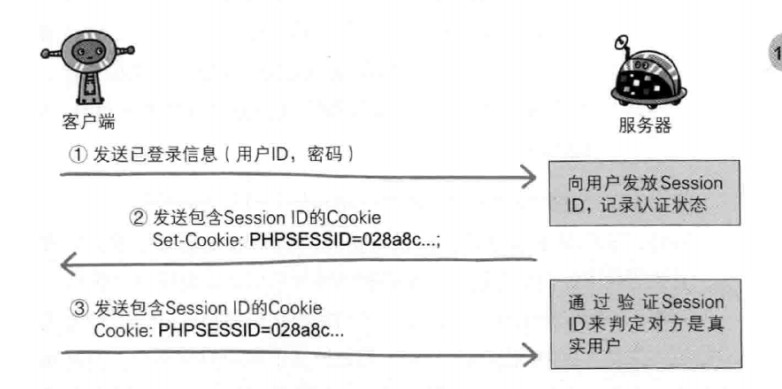 1
客户端
服务器
① 发送已登录信息（用户ID，密码）
向用户发放Session
ID，记录认证状态
② 发送包含Session ID的Cookie
Set-Cookie: PHPSESSID=028a8c...;
③ 发送包含Session ID的Cookie
Cookie: PHPSESSID=028a8c...
通过验证Session
ID来判定对方是真
实用户